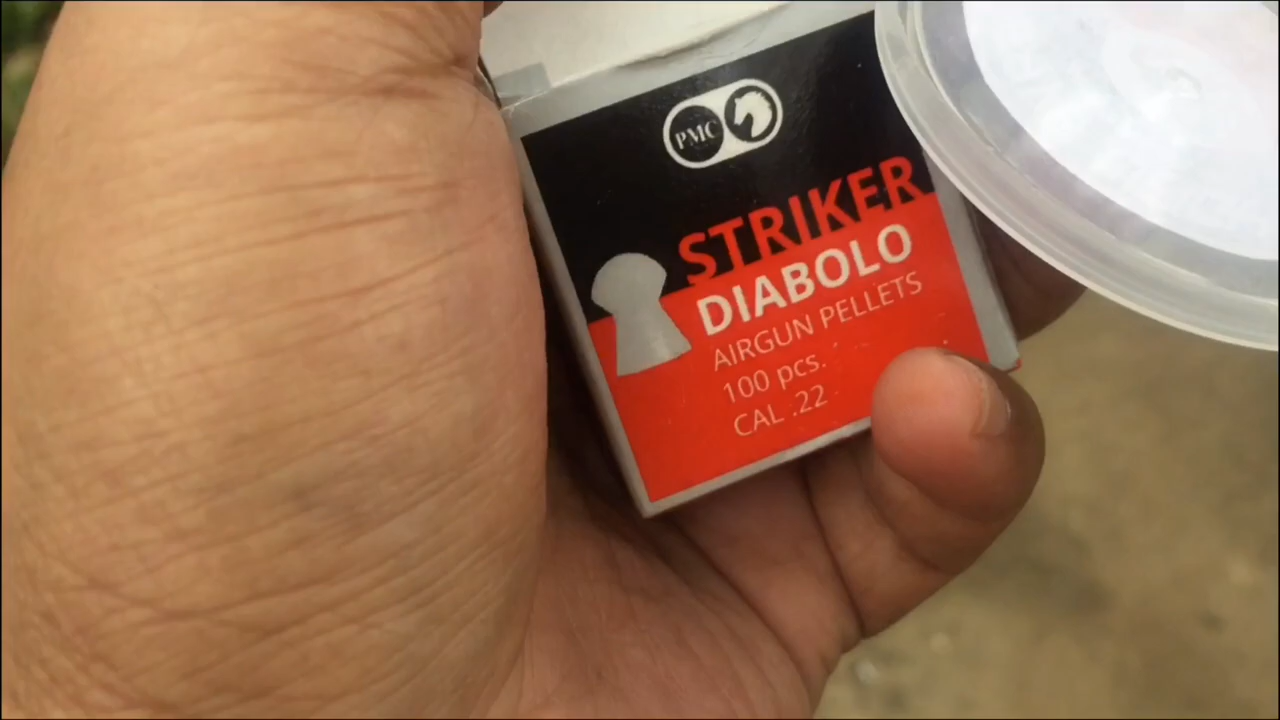 PMC
STRIKER
DIABOLO
AIRGUN PELLETS
100 pcs.
CAL .22